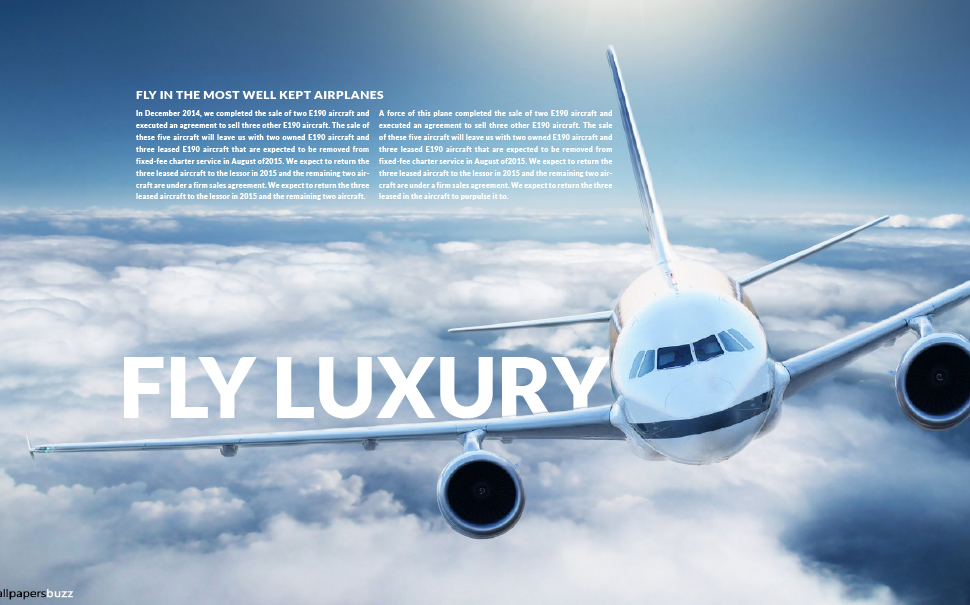 FLY IN THE MOST WELL KEPT AIRPLANES
In December 2014, we completed the sale of two E190 aircraft and
executed an agreement to sell three other E190 aircraft. The sale of
these five aircraft will leave us with two owned E190 aircraft and
three leased E190 aircraft that are expected to be removed from
fixed-fee charter service in August of2015. We expect to return the
three leased aircraft to the lessor in 2015 and the remaining two air-
craft are under a firm sales agreement. We expect to return the three
leased aircraft to the lessor in 2015 and the remaining two aircraft.
A force of this plane completed the sale of two E190 aircraft and
executed an agreement to sell three other E190 aircraft. The sale
of these five aircraft will leave us with two owned E190 aircraft and
three leased E190 aircraft that are expected to be removed from
fixed-fee charter service in August of2015. We expect to return the
three leased aircraft to the lessor in 2015 and the remaining two air-
craft are under a firm sales agreement. We expect to return the three
leased in the aircraft to purpulse it to.
FLY LUXURY
allpapersbuzz